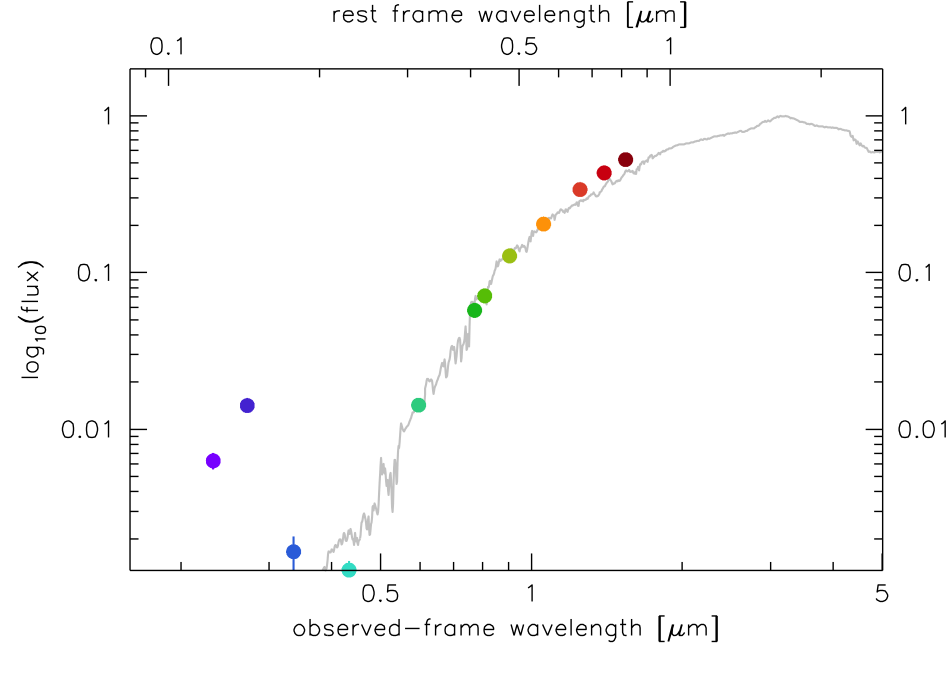 rest frame wavelength [μm]
0.1 0.5 1
1 1
0.1 0.1
0.01 0.01
log10(flux)
0.5 1 5
observed-frame wavelength [μm]